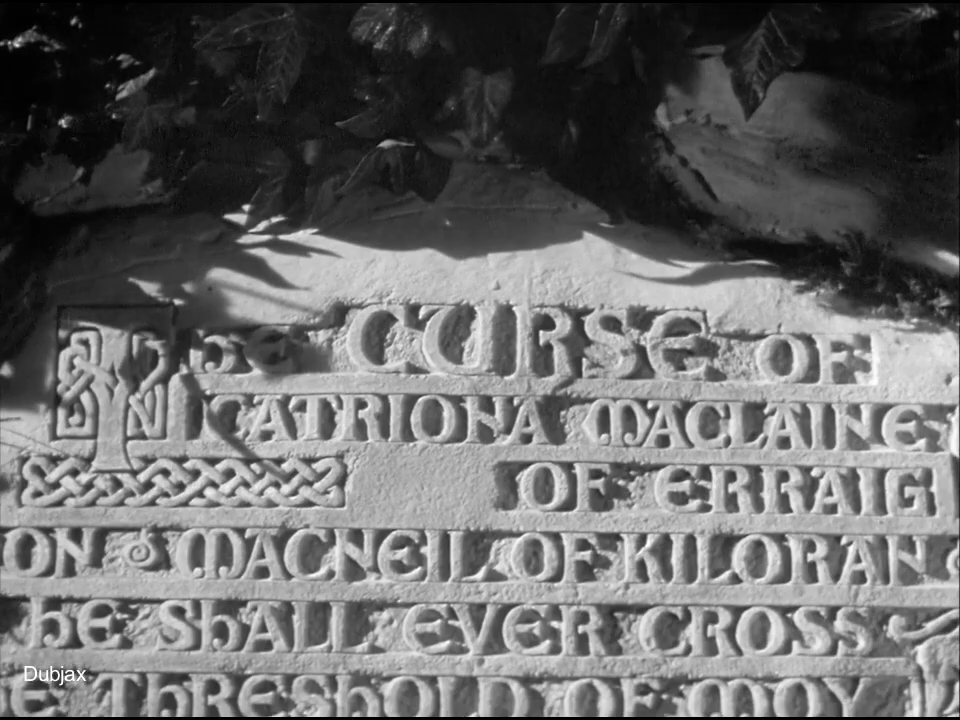 THE CURSE OF
CATRIONA MACLAINE
OF ERRAIG
ON MACNEIL OF KILORAN
HE SHALL EVER CROSS
E THRESHOLD OF MOY
Dubjax